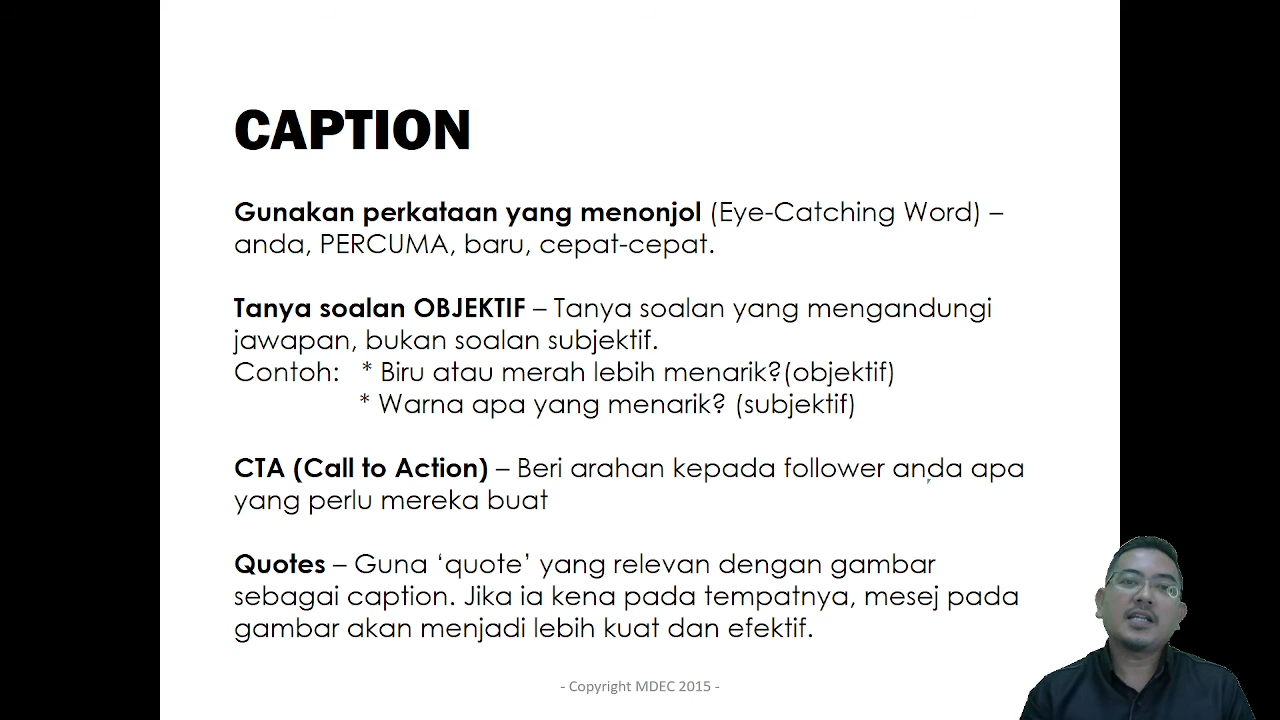 CAPTION
Gunakan perkataan yang menonjol (Eye-Catching Word) –
anda, PERCUMA, baru, cepat-cepat.
Tanya soalan OBJEKTIF – Tanya soalan yang mengandungi
jawapan, bukan soalan subjektif.
Contoh: * Biru atau merah lebih menarik?(objektif)
* Warna apa yang menarik? (subjektif)
CTA (Call to Action) – Beri arahan kepada follower anda apa
yang perlu mereka buat
Quotes – Guna ‘quote’ yang relevan dengan gambar
sebagai caption. Jika ia kena pada tempatnya, mesej pada
gambar akan menjadi lebih kuat dan efektif.
- Copyright MDEC 2015 -